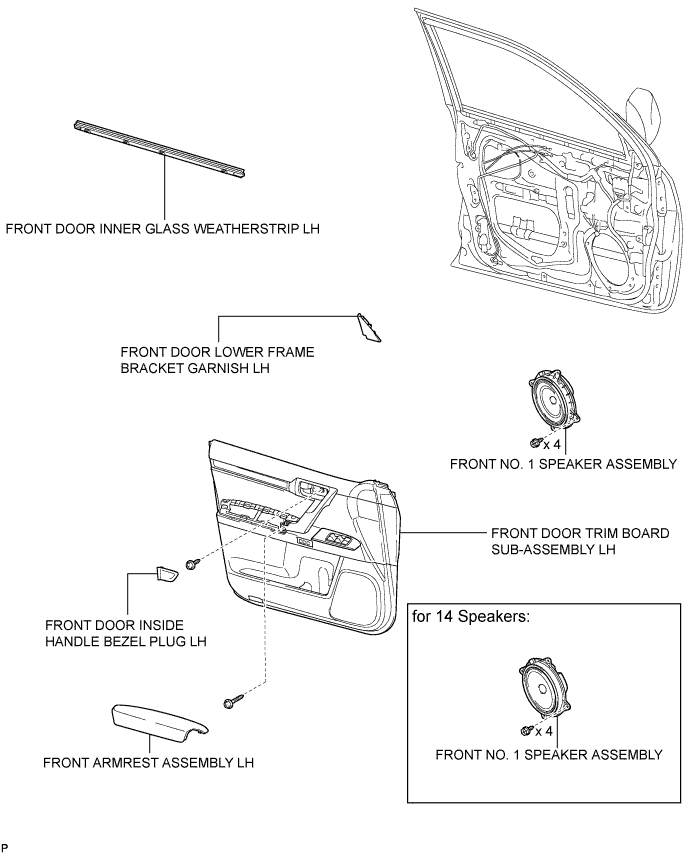 FRONT DOOR INNER GLASS WEATHERSTRIP LH
FRONT DOOR LOWER FRAME
BRACKET GARNISH LH
x 4
FRONT NO. 1 SPEAKER ASSEMBLY
FRONT DOOR TRIM BOARD
SUB-ASSEMBLY LH
FRONT DOOR INSIDE
HANDLE BEZEL PLUG LH
for 14 Speakers:
x 4
FRONT NO. 1 SPEAKER ASSEMBLY
FRONT ARMREST ASSEMBLY LH
P